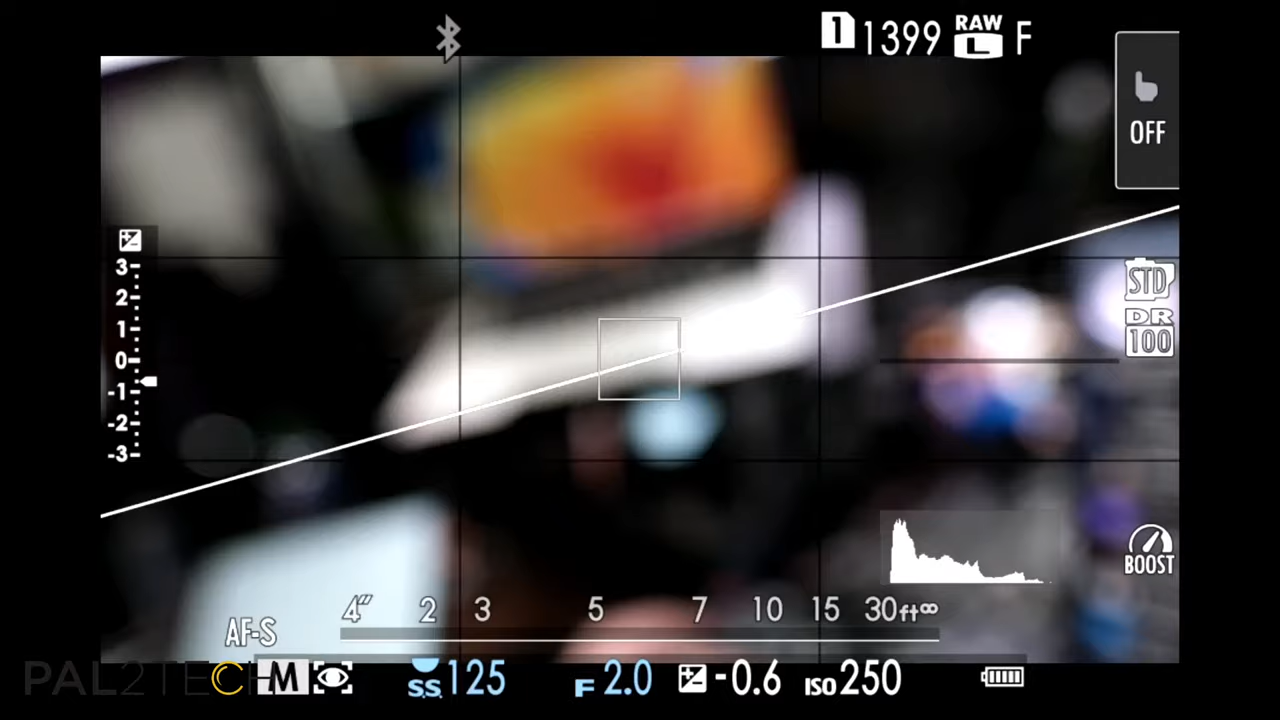 1 1399 RAW L F
OFF
3
2
1
0
-1
-2
-3
STD
DR
100
BOOST
4" 2 3 5 7 10 15 30ft∞
AF-S
PAL2TECH
M S.S. 125 F 2.0 -0.6 ISO 250